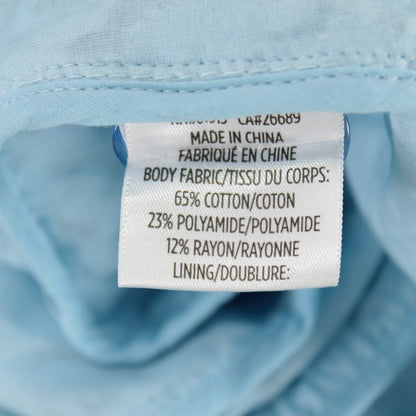 CA#26689
MADE IN CHINA
FABRIQUÉ EN CHINE
BODY FABRIC/TISSU DU CORPS:
65% COTTON/COTON
23% POLYAMIDE/POLYAMIDE
12% RAYON/RAYONNE
LINING/DOUBLURE: